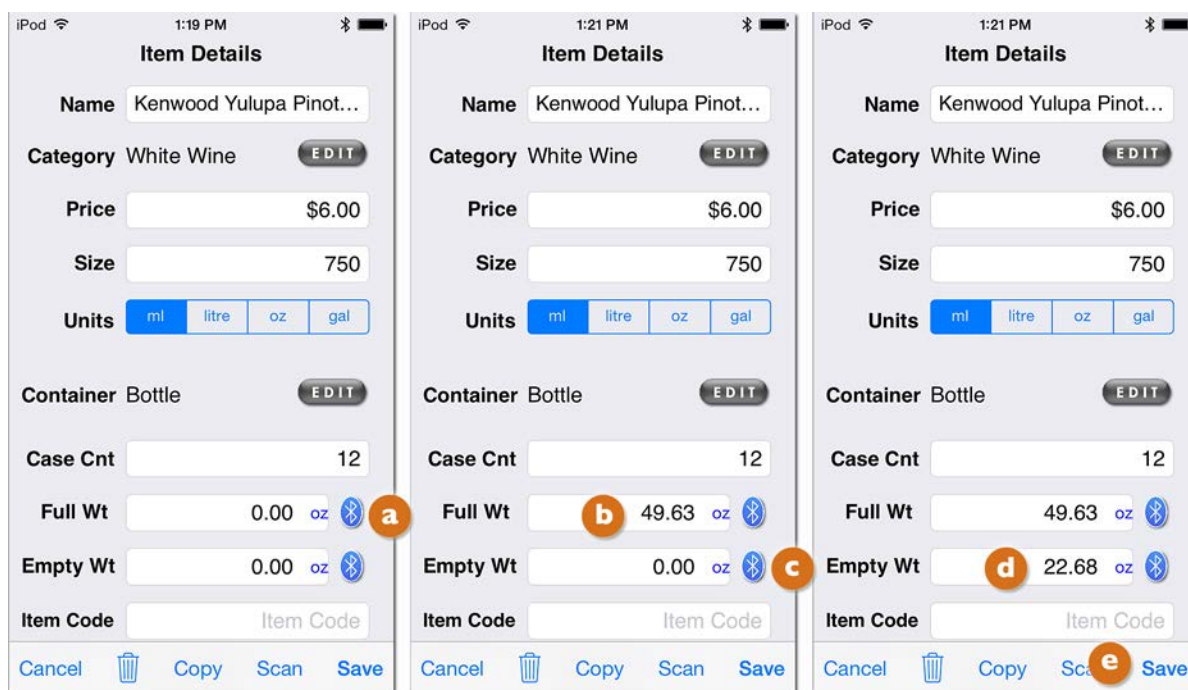 iPod 1:19 PM
Item Details
Name Kenwood Yulupa Pinot...
Category White Wine EDIT
Price $6.00
Size 750
Units ml litre oz gal
Container Bottle EDIT
Case Cnt 12
Full Wt 0.00 oz a
Empty Wt 0.00 oz
Item Code Item Code
Cancel Copy Scan Save
iPod 1:21 PM
Item Details
Name Kenwood Yulupa Pinot...
Category White Wine EDIT
Price $6.00
Size 750
Units ml litre oz gal
Container Bottle EDIT
Case Cnt 12
Full Wt b 49.63 oz
Empty Wt 0.00 oz c
Item Code Item Code
Cancel Copy Scan Save
iPod 1:21 PM
Item Details
Name Kenwood Yulupa Pinot...
Category White Wine EDIT
Price $6.00
Size 750
Units ml litre oz gal
Container Bottle EDIT
Case Cnt 12
Full Wt 49.63 oz
Empty Wt d 22.68 oz
Item Code Item Code
Cancel Copy e Save